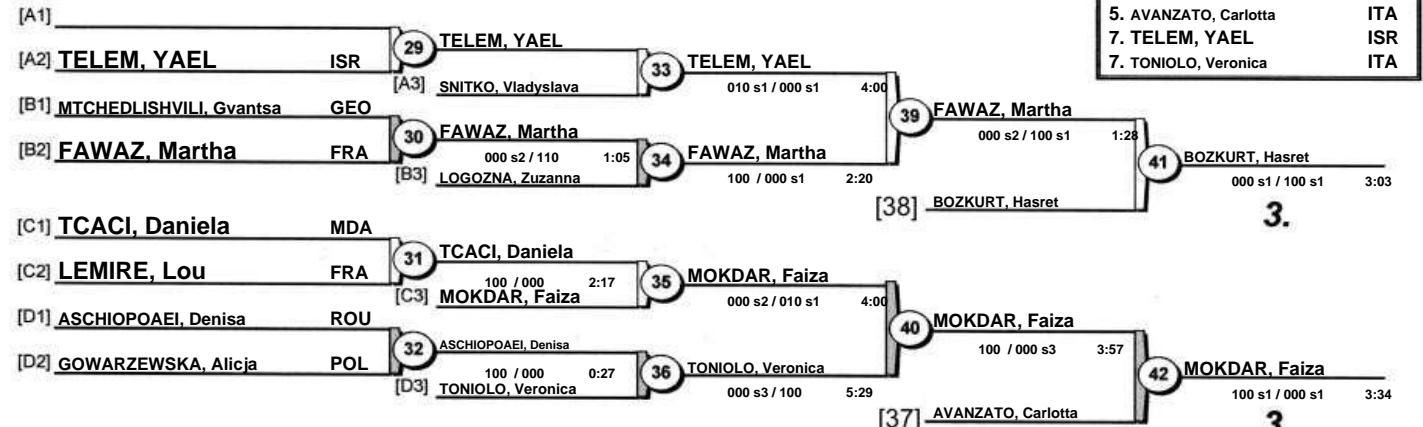 [A1]
5. AVANZATO, Carlotta ITA
7. TELEM, YAEL ISR
7. TONIOLO, Veronica ITA
[A2] TELEM, YAEL ISR
29 TELEM, YAEL
[A3] SNITKO, Vladyslava
33 TELEM, YAEL
010 s1 / 000 s1 4:00
[B1] MTCHEDLISHVILI, Gvantsa GEO
[B2] FAWAZ, Martha FRA
30 FAWAZ, Martha
000 s2 / 110 1:05
[B3] LOGOZNA, Zuzanna
34 FAWAZ, Martha
100 / 000 s1 2:20
39 FAWAZ, Martha
000 s2 / 100 s1 1:28
[38] BOZKURT, Hasret
41 BOZKURT, Hasret
000 s1 / 100 s1 3:03
3.
[C1] TCACI, Daniela MDA
[C2] LEMIRE, Lou FRA
31 TCACI, Daniela
100 / 000 2:17
[C3] MOKDAR, Faiza
35 MOKDAR, Faiza
000 s2 / 010 s1 4:00
[D1] ASCHIOPOAEI, Denisa ROU
[D2] GOWARZEWSKA, Alicja POL
32 ASCHIOPOAEI, Denisa
100 / 000 0:27
[D3] TONIOLO, Veronica
36 TONIOLO, Veronica
000 s3 / 100 5:29
40 MOKDAR, Faiza
100 / 000 s3 3:57
[37] AVANZATO, Carlotta
42 MOKDAR, Faiza
100 s1 / 000 s1 3:34
3